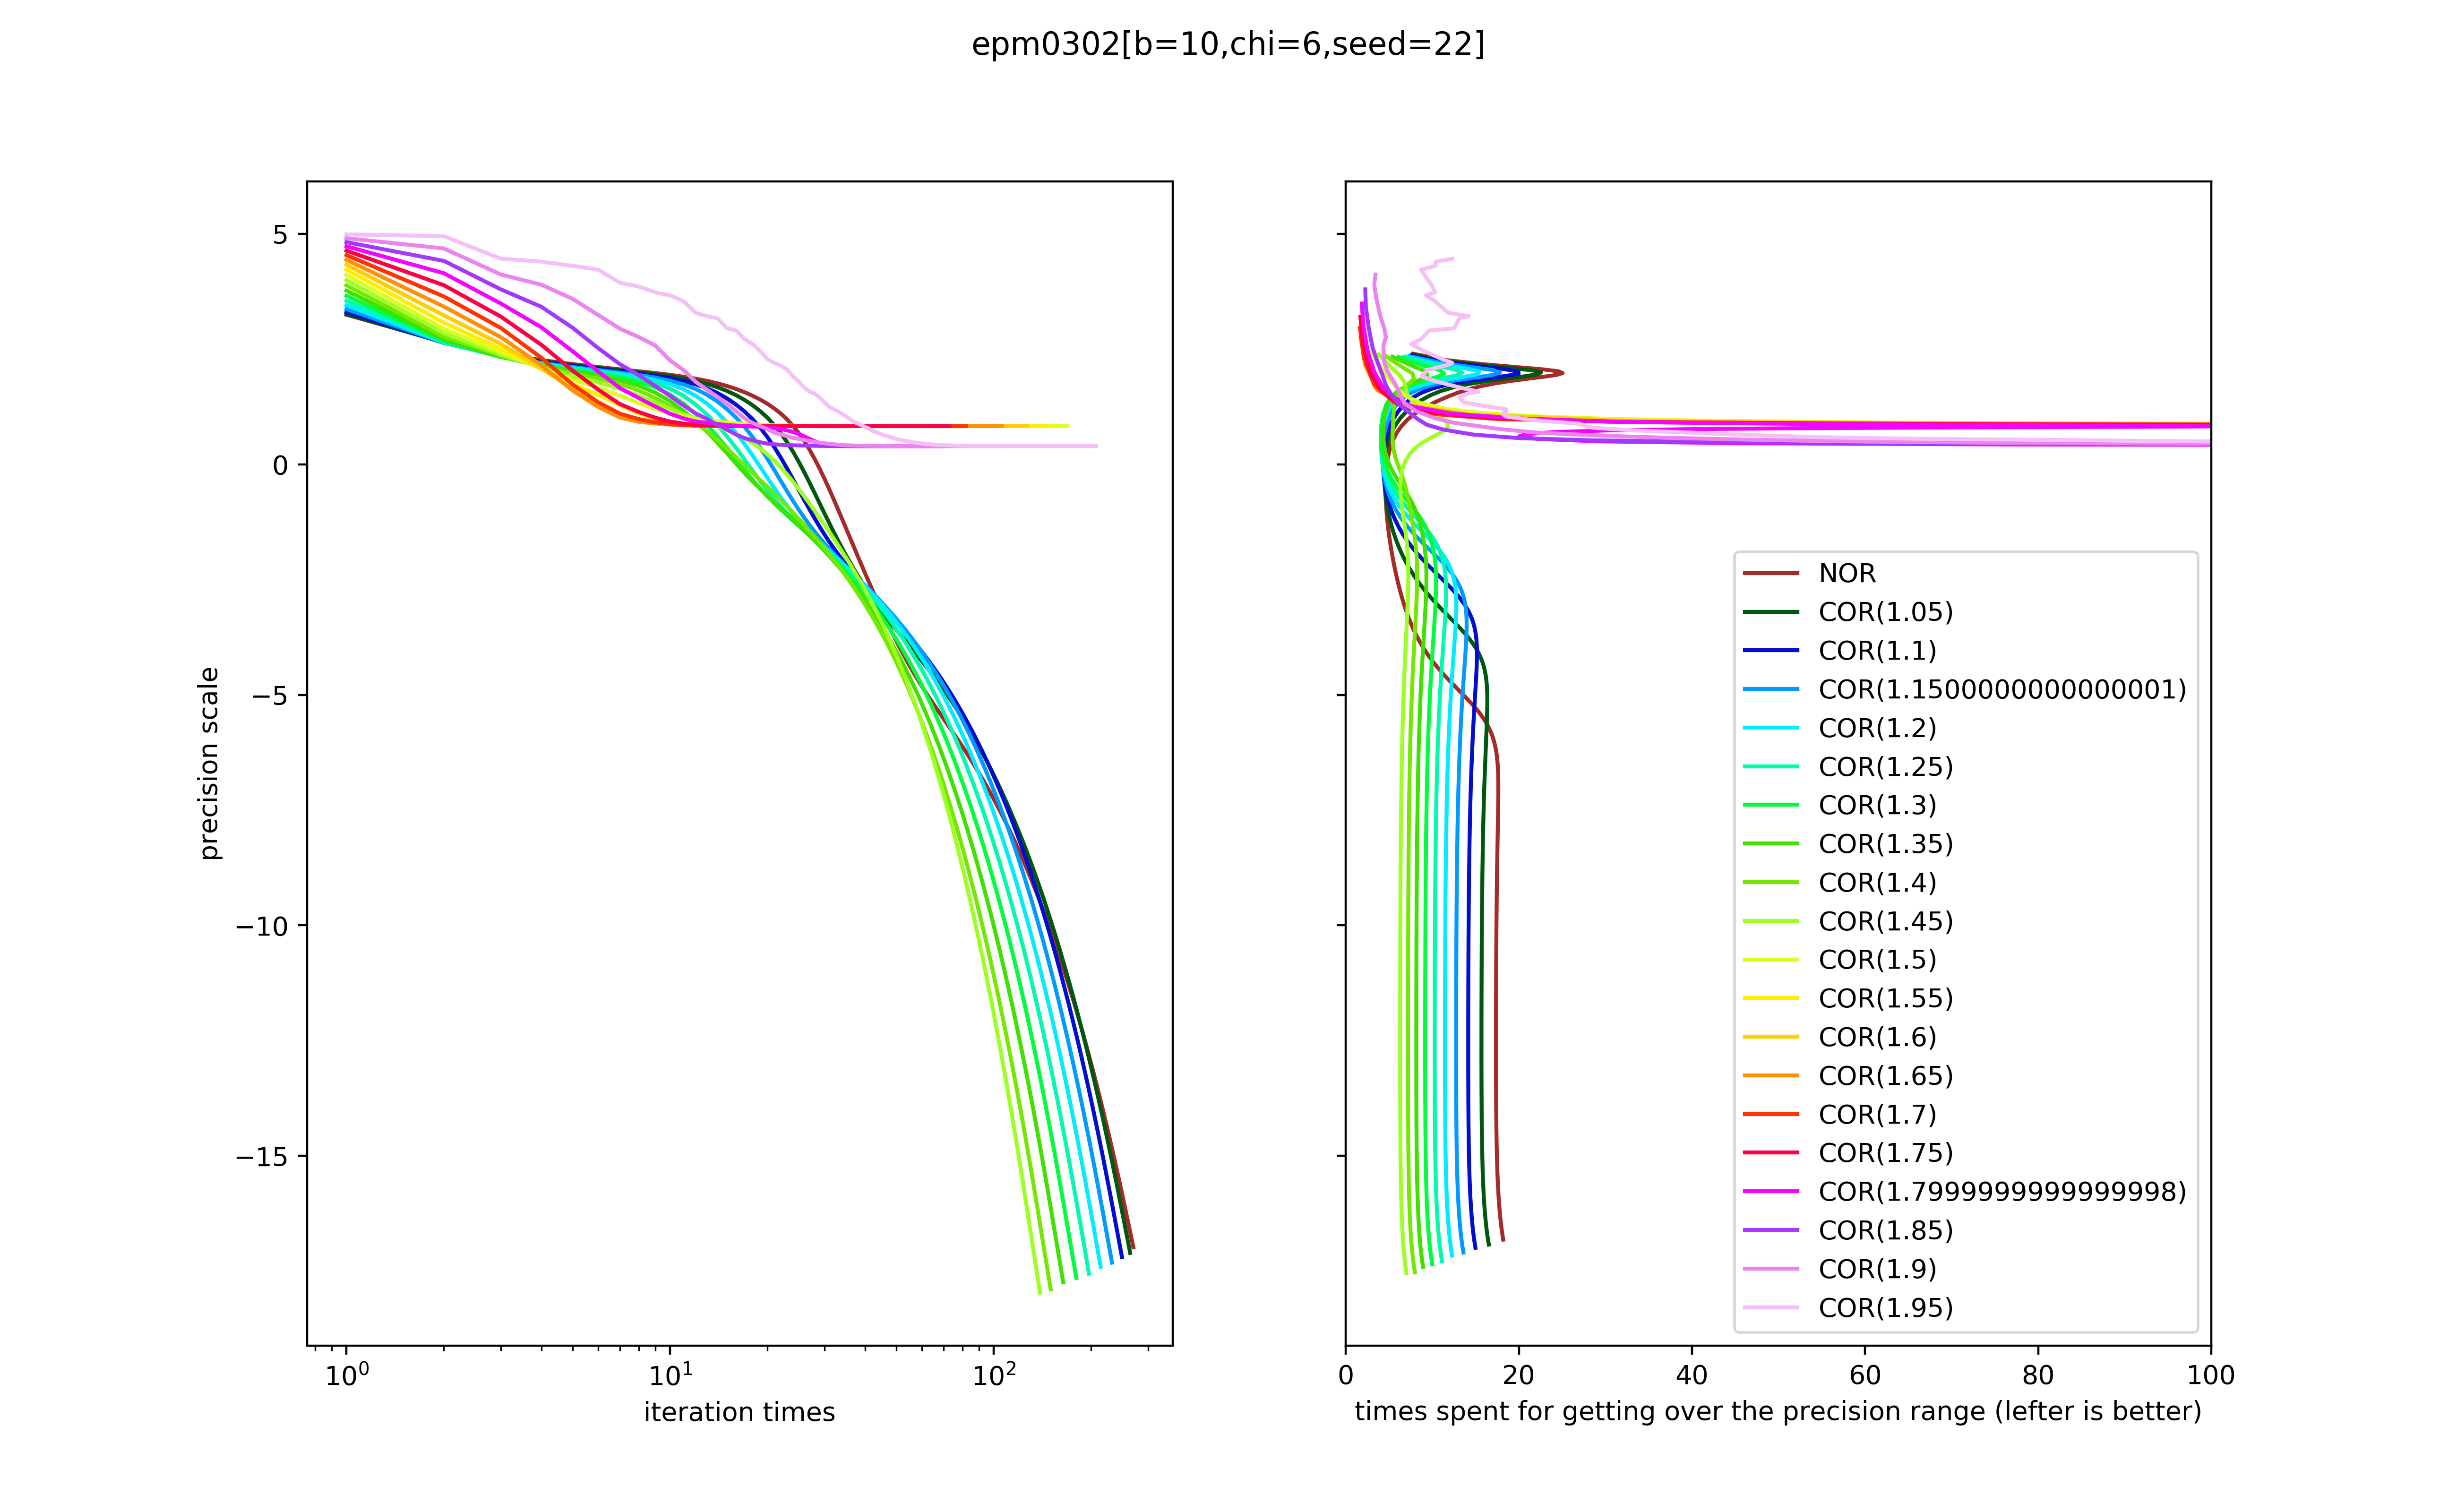 epm0302[b=10,chi=6,seed=22]
5
0
−5
−10
−15
precision scale
10^0
10^1
10^2
iteration times
0
20
40
60
80
100
times spent for getting over the precision range (lefter is better)
NOR
COR(1.05)
COR(1.1)
COR(1.1500000000000001)
COR(1.2)
COR(1.25)
COR(1.3)
COR(1.35)
COR(1.4)
COR(1.45)
COR(1.5)
COR(1.55)
COR(1.6)
COR(1.65)
COR(1.7)
COR(1.75)
COR(1.7999999999999998)
COR(1.85)
COR(1.9)
COR(1.95)